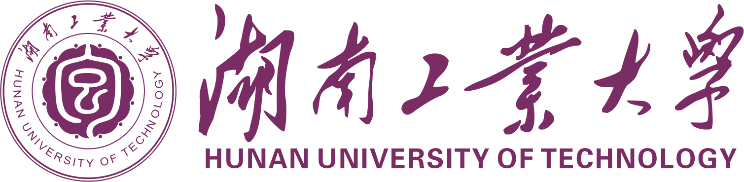 湖南工業大學
HUNAN UNIVERSITY OF TECHNOLOGY
湖南工業大學
HUNAN UNIVERSITY OF TECHNOLOGY